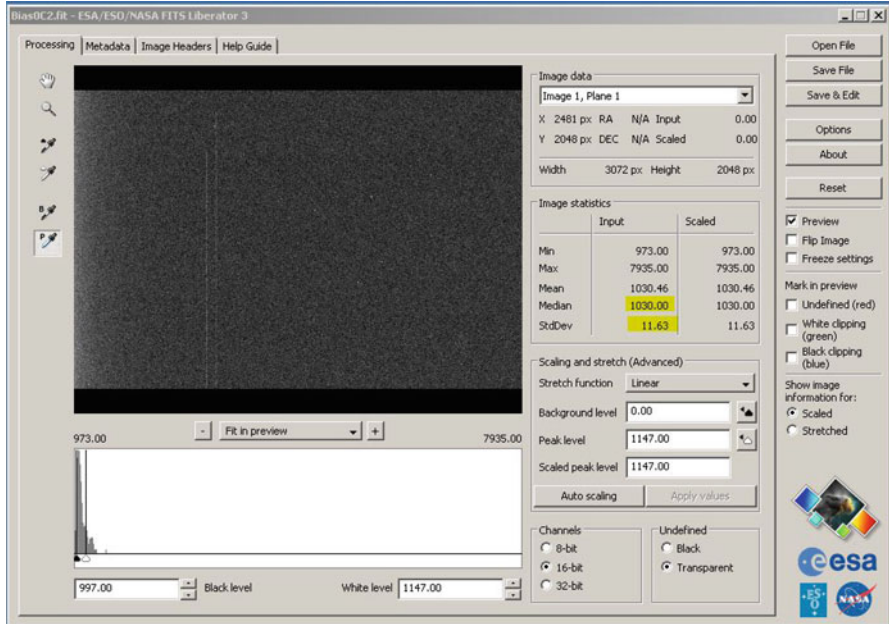 Bias0C2.fit - ESA/ESO/NASA FITS Liberator 3
Processing Metadata Image Headers Help Guide
Open File
Save File
Save & Edit
Options
About
Reset
Preview
Flip Image
Freeze settings
Mark in preview
Undefined (red)
White clipping
(green)
Black clipping
(blue)
Show image
information for:
Scaled
Stretched
Image data
Image 1, Plane 1
X 2481 px RA N/A Input 0.00
Y 2048 px DEC N/A Scaled 0.00
Width 3072 px Height 2048 px
Image statistics
Input Scaled
Min 973.00 973.00
Max 7935.00 7935.00
Mean 1030.46 1030.46
Median 1030.00 1030.00
StdDev 11.63 11.63
Scaling and stretch (Advanced)
Stretch function Linear
Background level 0.00
Peak level 1147.00
Scaled peak level 1147.00
Auto scaling Apply values
Channels
8-bit
16-bit
32-bit
Undefined
Black
Transparent
B
P
973.00 - Fit in preview + 7935.00
997.00 Black level White level 1147.00
esa
ESO
NASA